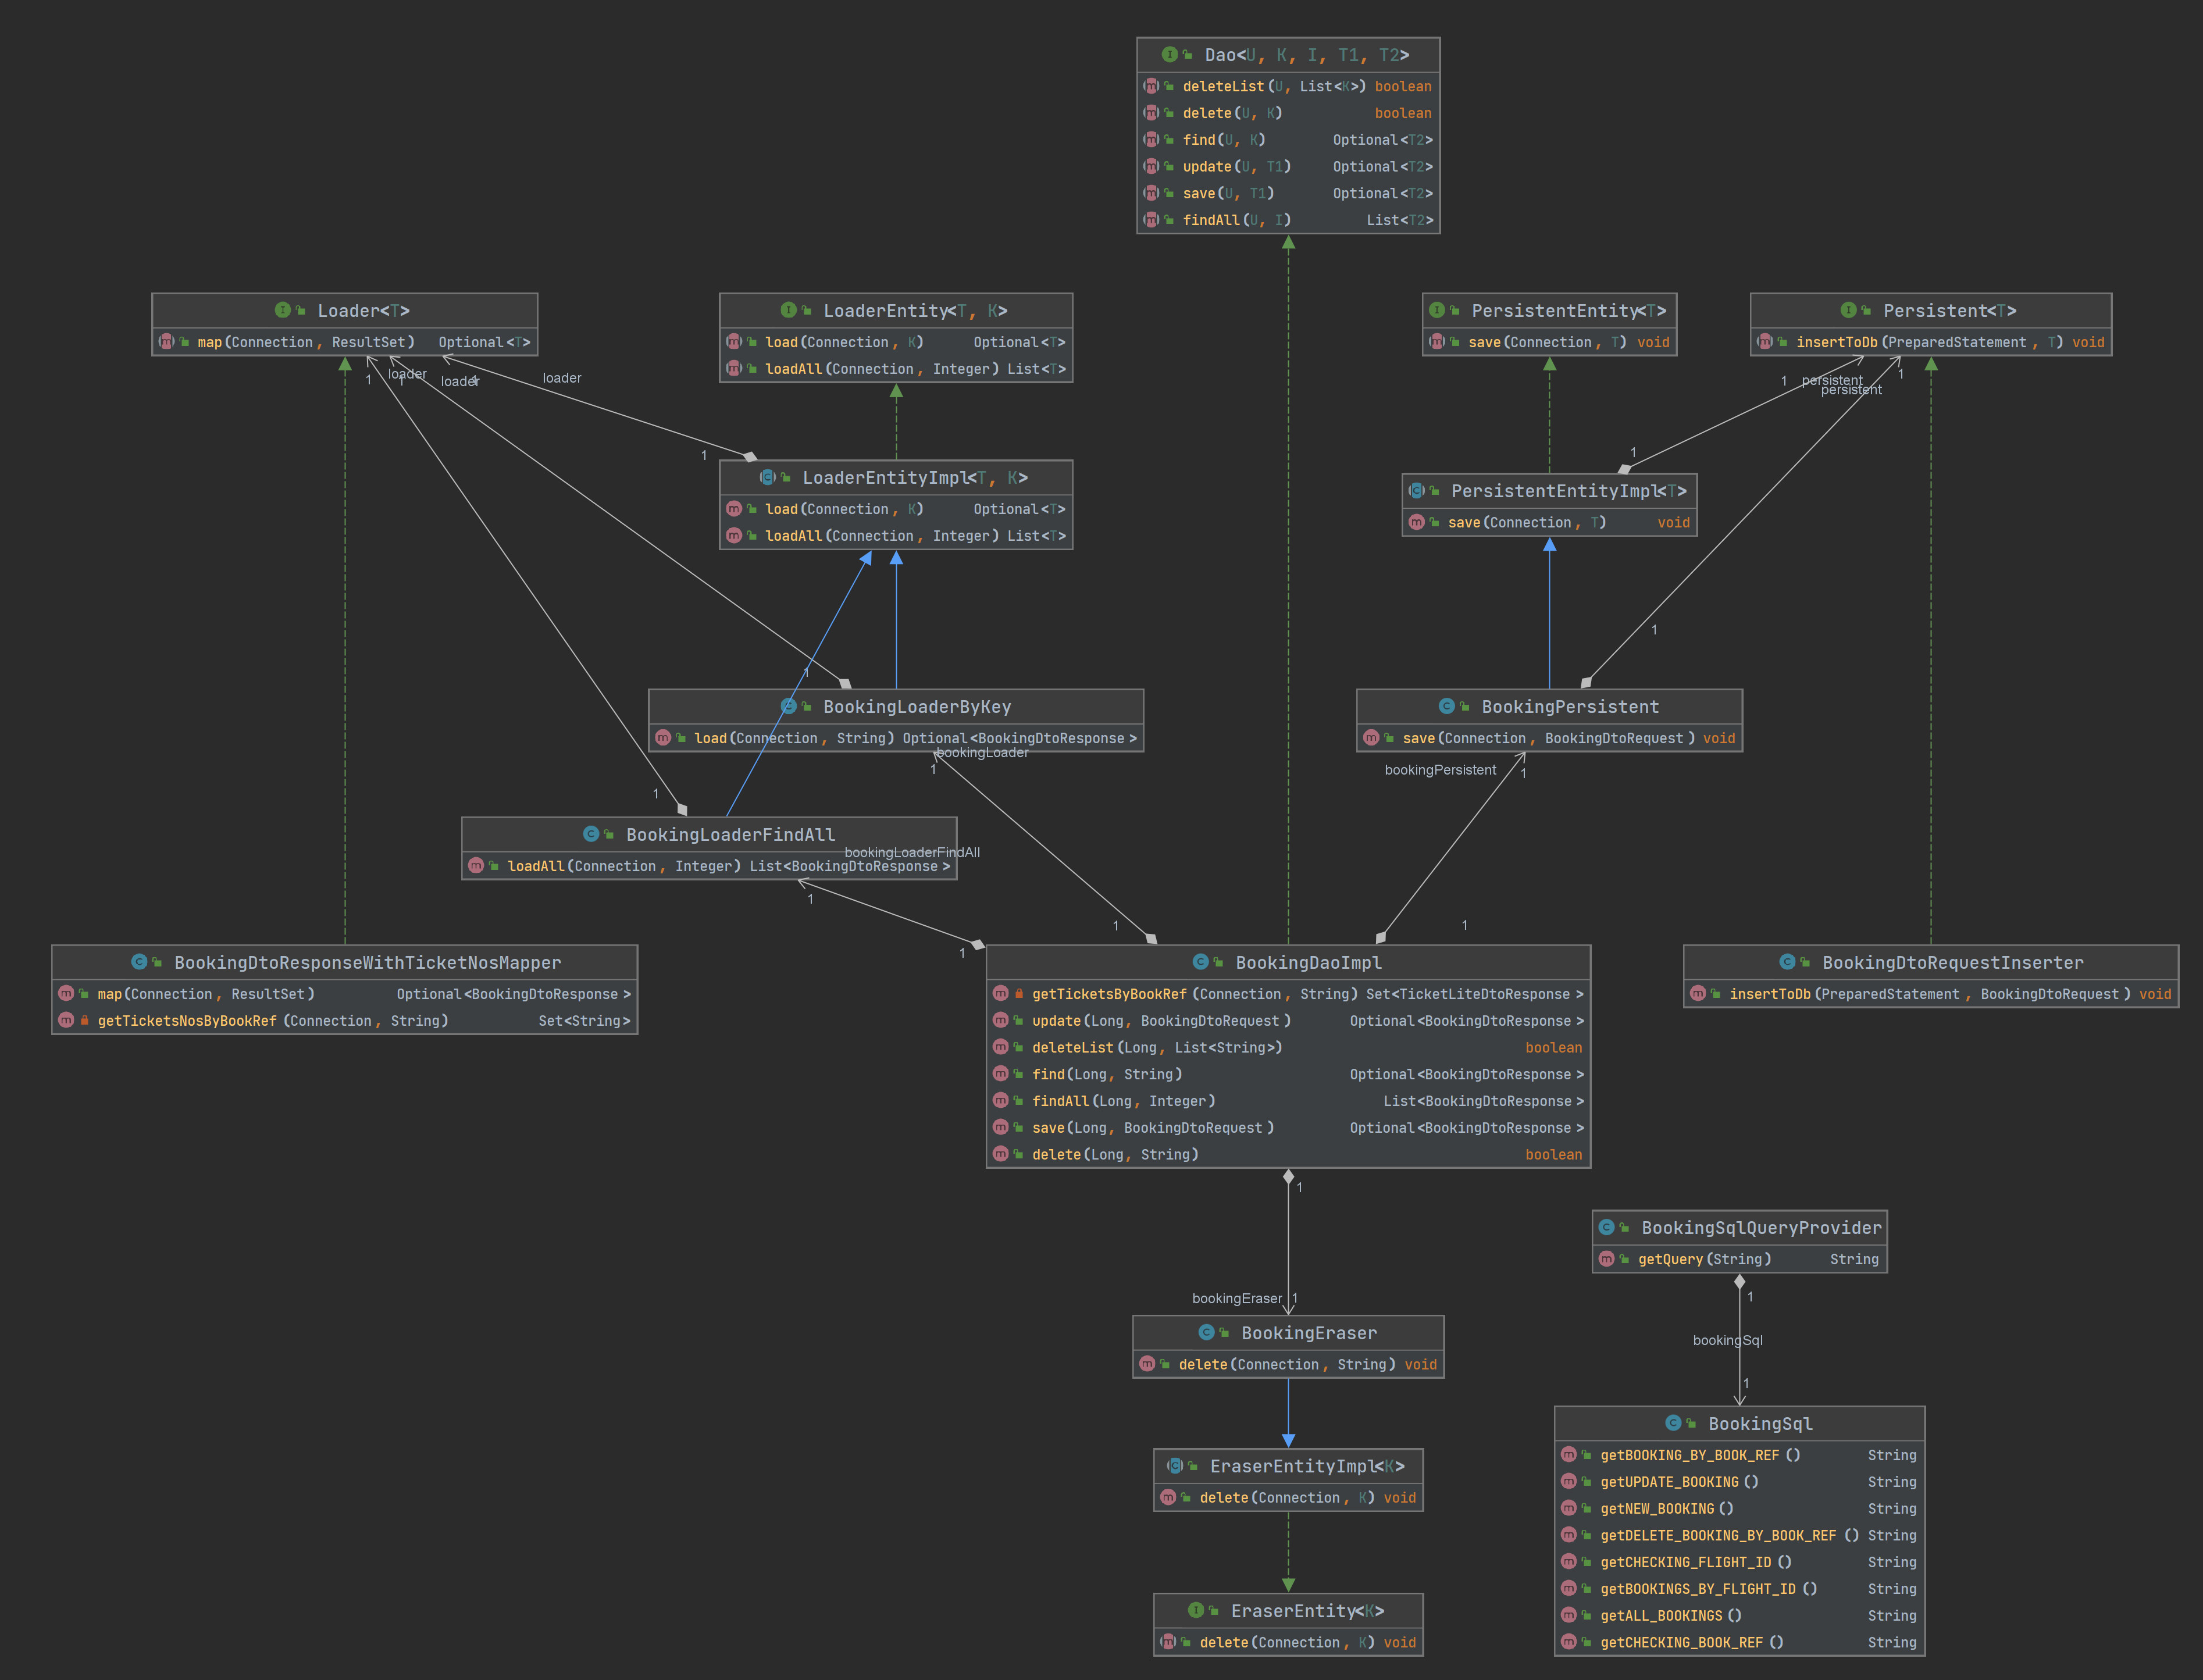 Dao<U, K, I, T1, T2>
deleteList(U, List<K>) boolean
delete(U, K) boolean
find(U, K) Optional<T2>
update(U, T1) Optional<T2>
save(U, T1) Optional<T2>
findAll(U, I) List<T2>
Loader<T>
map(Connection, ResultSet) Optional<T>
LoaderEntity<T, K>
load(Connection, K) Optional<T>
loadAll(Connection, Integer) List<T>
PersistentEntity<T>
save(Connection, T) void
Persistent<T>
insertToDb(PreparedStatement, T) void
1 loader
1 loader
1 loader
1 persistent
persistent 1
1
1
LoaderEntityImpl<T, K>
load(Connection, K) Optional<T>
loadAll(Connection, Integer) List<T>
PersistentEntityImpl<T>
save(Connection, T) void
1
1
BookingLoaderByKey
load(Connection, String) Optional<BookingDtoResponse>
BookingPersistent
save(Connection, BookingDtoRequest) void
bookingLoader
1
bookingPersistent
1
1
BookingLoaderFindAll
loadAll(Connection, Integer) List<BookingDtoResponse>
bookingLoaderFindAll
1
1
1
1
BookingDtoResponseWithTicketNosMapper
map(Connection, ResultSet) Optional<BookingDtoResponse>
getTicketsNosByBookRef(Connection, String) Set<String>
BookingDaoImpl
getTicketsByBookRef(Connection, String) Set<TicketLiteDtoResponse>
update(Long, BookingDtoRequest) Optional<BookingDtoResponse>
deleteList(Long, List<String>) boolean
find(Long, String) Optional<BookingDtoResponse>
findAll(Long, Integer) List<BookingDtoResponse>
save(Long, BookingDtoRequest) Optional<BookingDtoResponse>
delete(Long, String) boolean
BookingDtoRequestInserter
insertToDb(PreparedStatement, BookingDtoRequest) void
1
bookingEraser 1
BookingEraser
delete(Connection, String) void
EraserEntityImpl<K>
delete(Connection, K) void
EraserEntity<K>
delete(Connection, K) void
BookingSqlQueryProvider
getQuery(String) String
1
bookingSql
1
BookingSql
getBOOKING_BY_BOOK_REF() String
getUPDATE_BOOKING() String
getNEW_BOOKING() String
getDELETE_BOOKING_BY_BOOK_REF() String
getCHECKING_FLIGHT_ID() String
getBOOKINGS_BY_FLIGHT_ID() String
getALL_BOOKINGS() String
getCHECKING_BOOK_REF() String